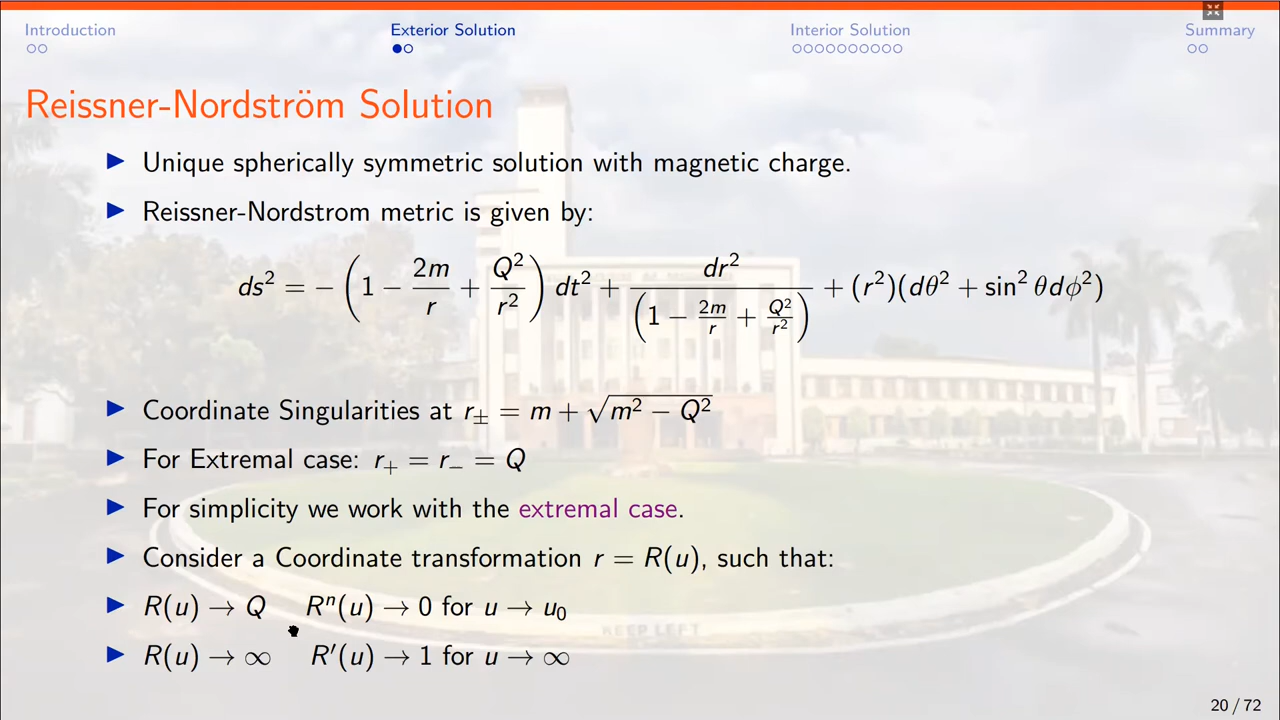 Introduction
Exterior Solution
Interior Solution
Summary
Reissner-Nordström Solution
Unique spherically symmetric solution with magnetic charge.
Reissner-Nordstrom metric is given by:
ds² = −(1 − 2m/r + Q²/r²) dt² + dr²/(1 − 2m/r + Q²/r²) + (r²)(dθ² + sin² θdϕ²)
Coordinate Singularities at r± = m + √(m² − Q²)
For Extremal case: r₊ = r₋ = Q
For simplicity we work with the extremal case.
Consider a Coordinate transformation r = R(u), such that:
R(u) → Q Rⁿ(u) → 0 for u → u₀
R(u) → ∞ R′(u) → 1 for u → ∞
KEEP LEFT
20 / 72